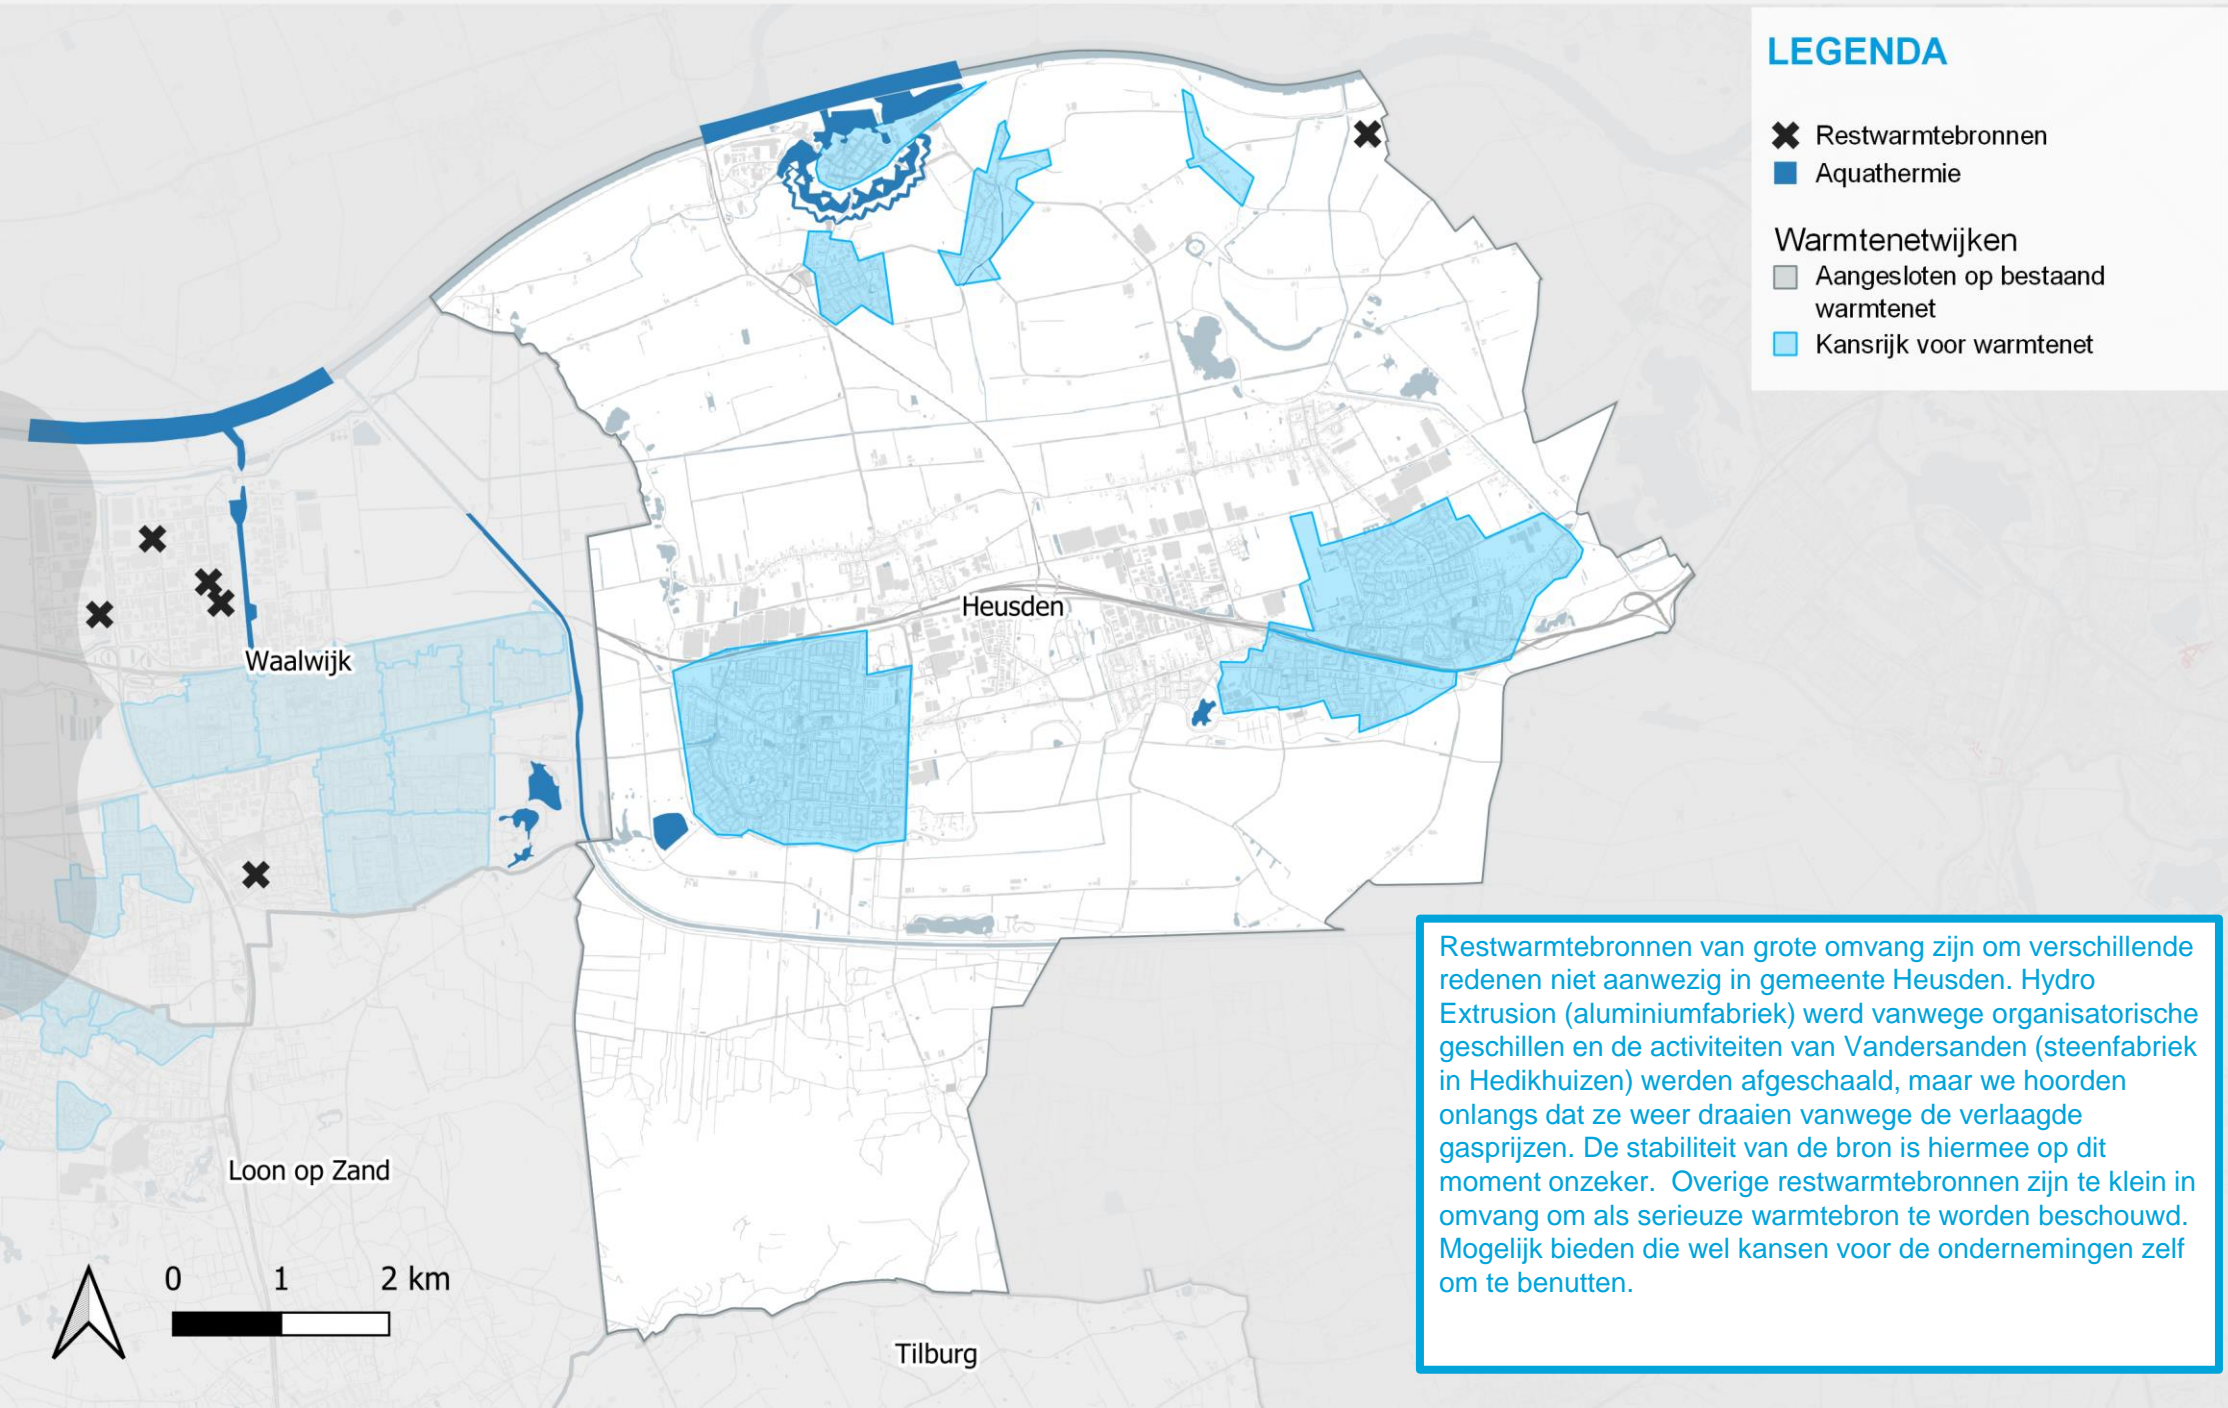 LEGENDA
Restwarmtebronnen
Aquathermie
Warmtenetwijken
Aangesloten op bestaand
warmtenet
Kansrijk voor warmtenet
Heusden
Waalwijk
Loon op Zand
Tilburg
0 1 2 km
Restwarmtebronnen van grote omvang zijn om verschillende
redenen niet aanwezig in gemeente Heusden. Hydro
Extrusion (aluminiumfabriek) werd vanwege organisatorische
geschillen en de activiteiten van Vandersanden (steenfabriek
in Hedikhuizen) werden afgeschaald, maar we hoorden
onlangs dat ze weer draaien vanwege de verlaagde
gasprijzen. De stabiliteit van de bron is hiermee op dit
moment onzeker.  Overige restwarmtebronnen zijn te klein in
omvang om als serieuze warmtebron te worden beschouwd.
Mogelijk bieden die wel kansen voor de ondernemingen zelf
om te benutten.